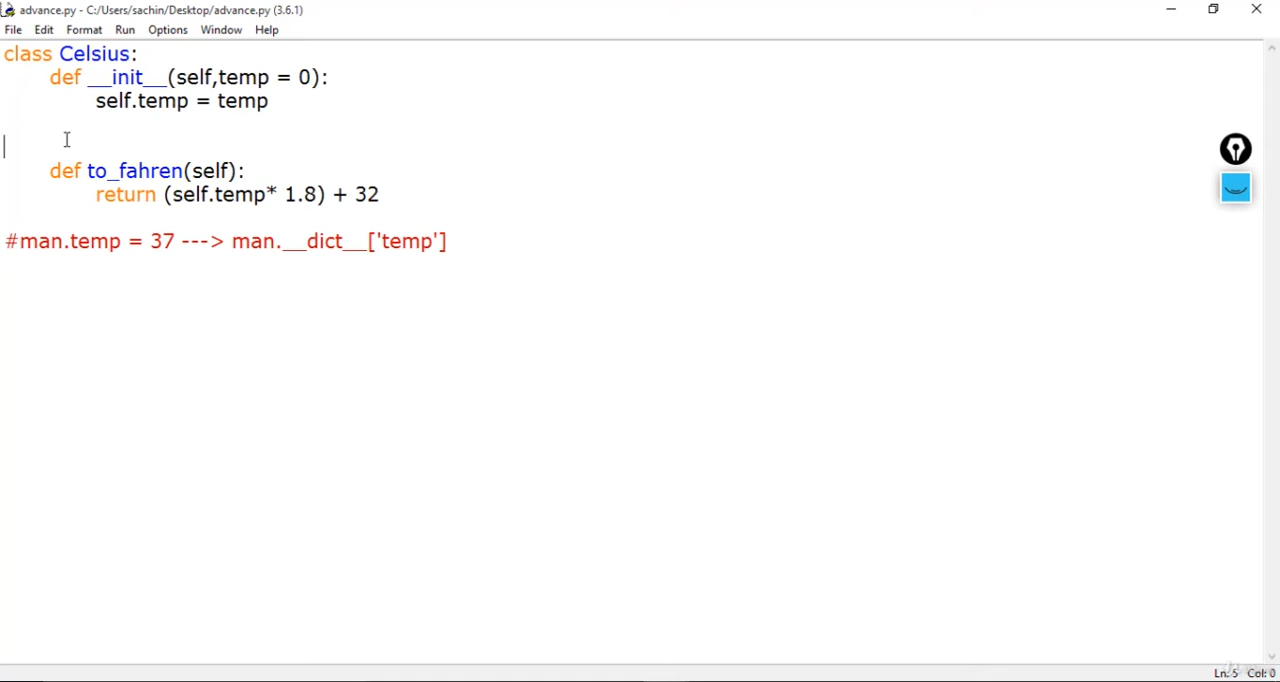 advance.py - C:/Users/sachin/Desktop/advance.py (3.6.1)
File Edit Format Run Options Window Help
class Celsius:
    def __init__(self,temp = 0):
        self.temp = temp
    def to_fahren(self):
        return (self.temp* 1.8) + 32
#man.temp = 37 ---> man.__dict__['temp']
Ln: 5 Col: 0